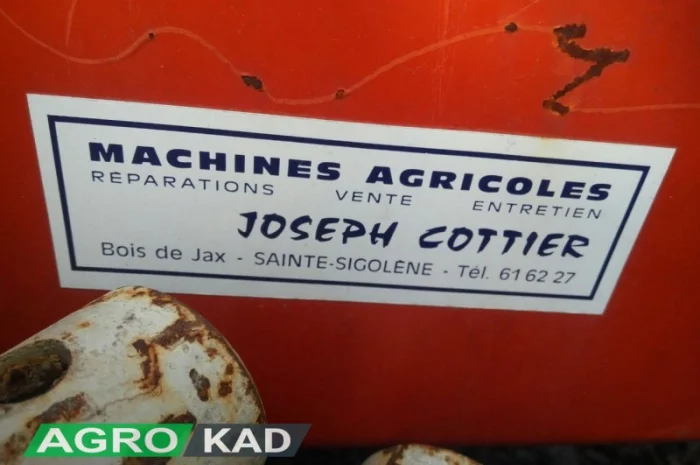 MACHINES AGRICOLES
RÉPARATIONS VENTE ENTRETIEN
JOSEPH COTTIER
Bois de Jax - SAINTE-SIGOLÈNE - Tél. 61 62 27
AGRO KAD